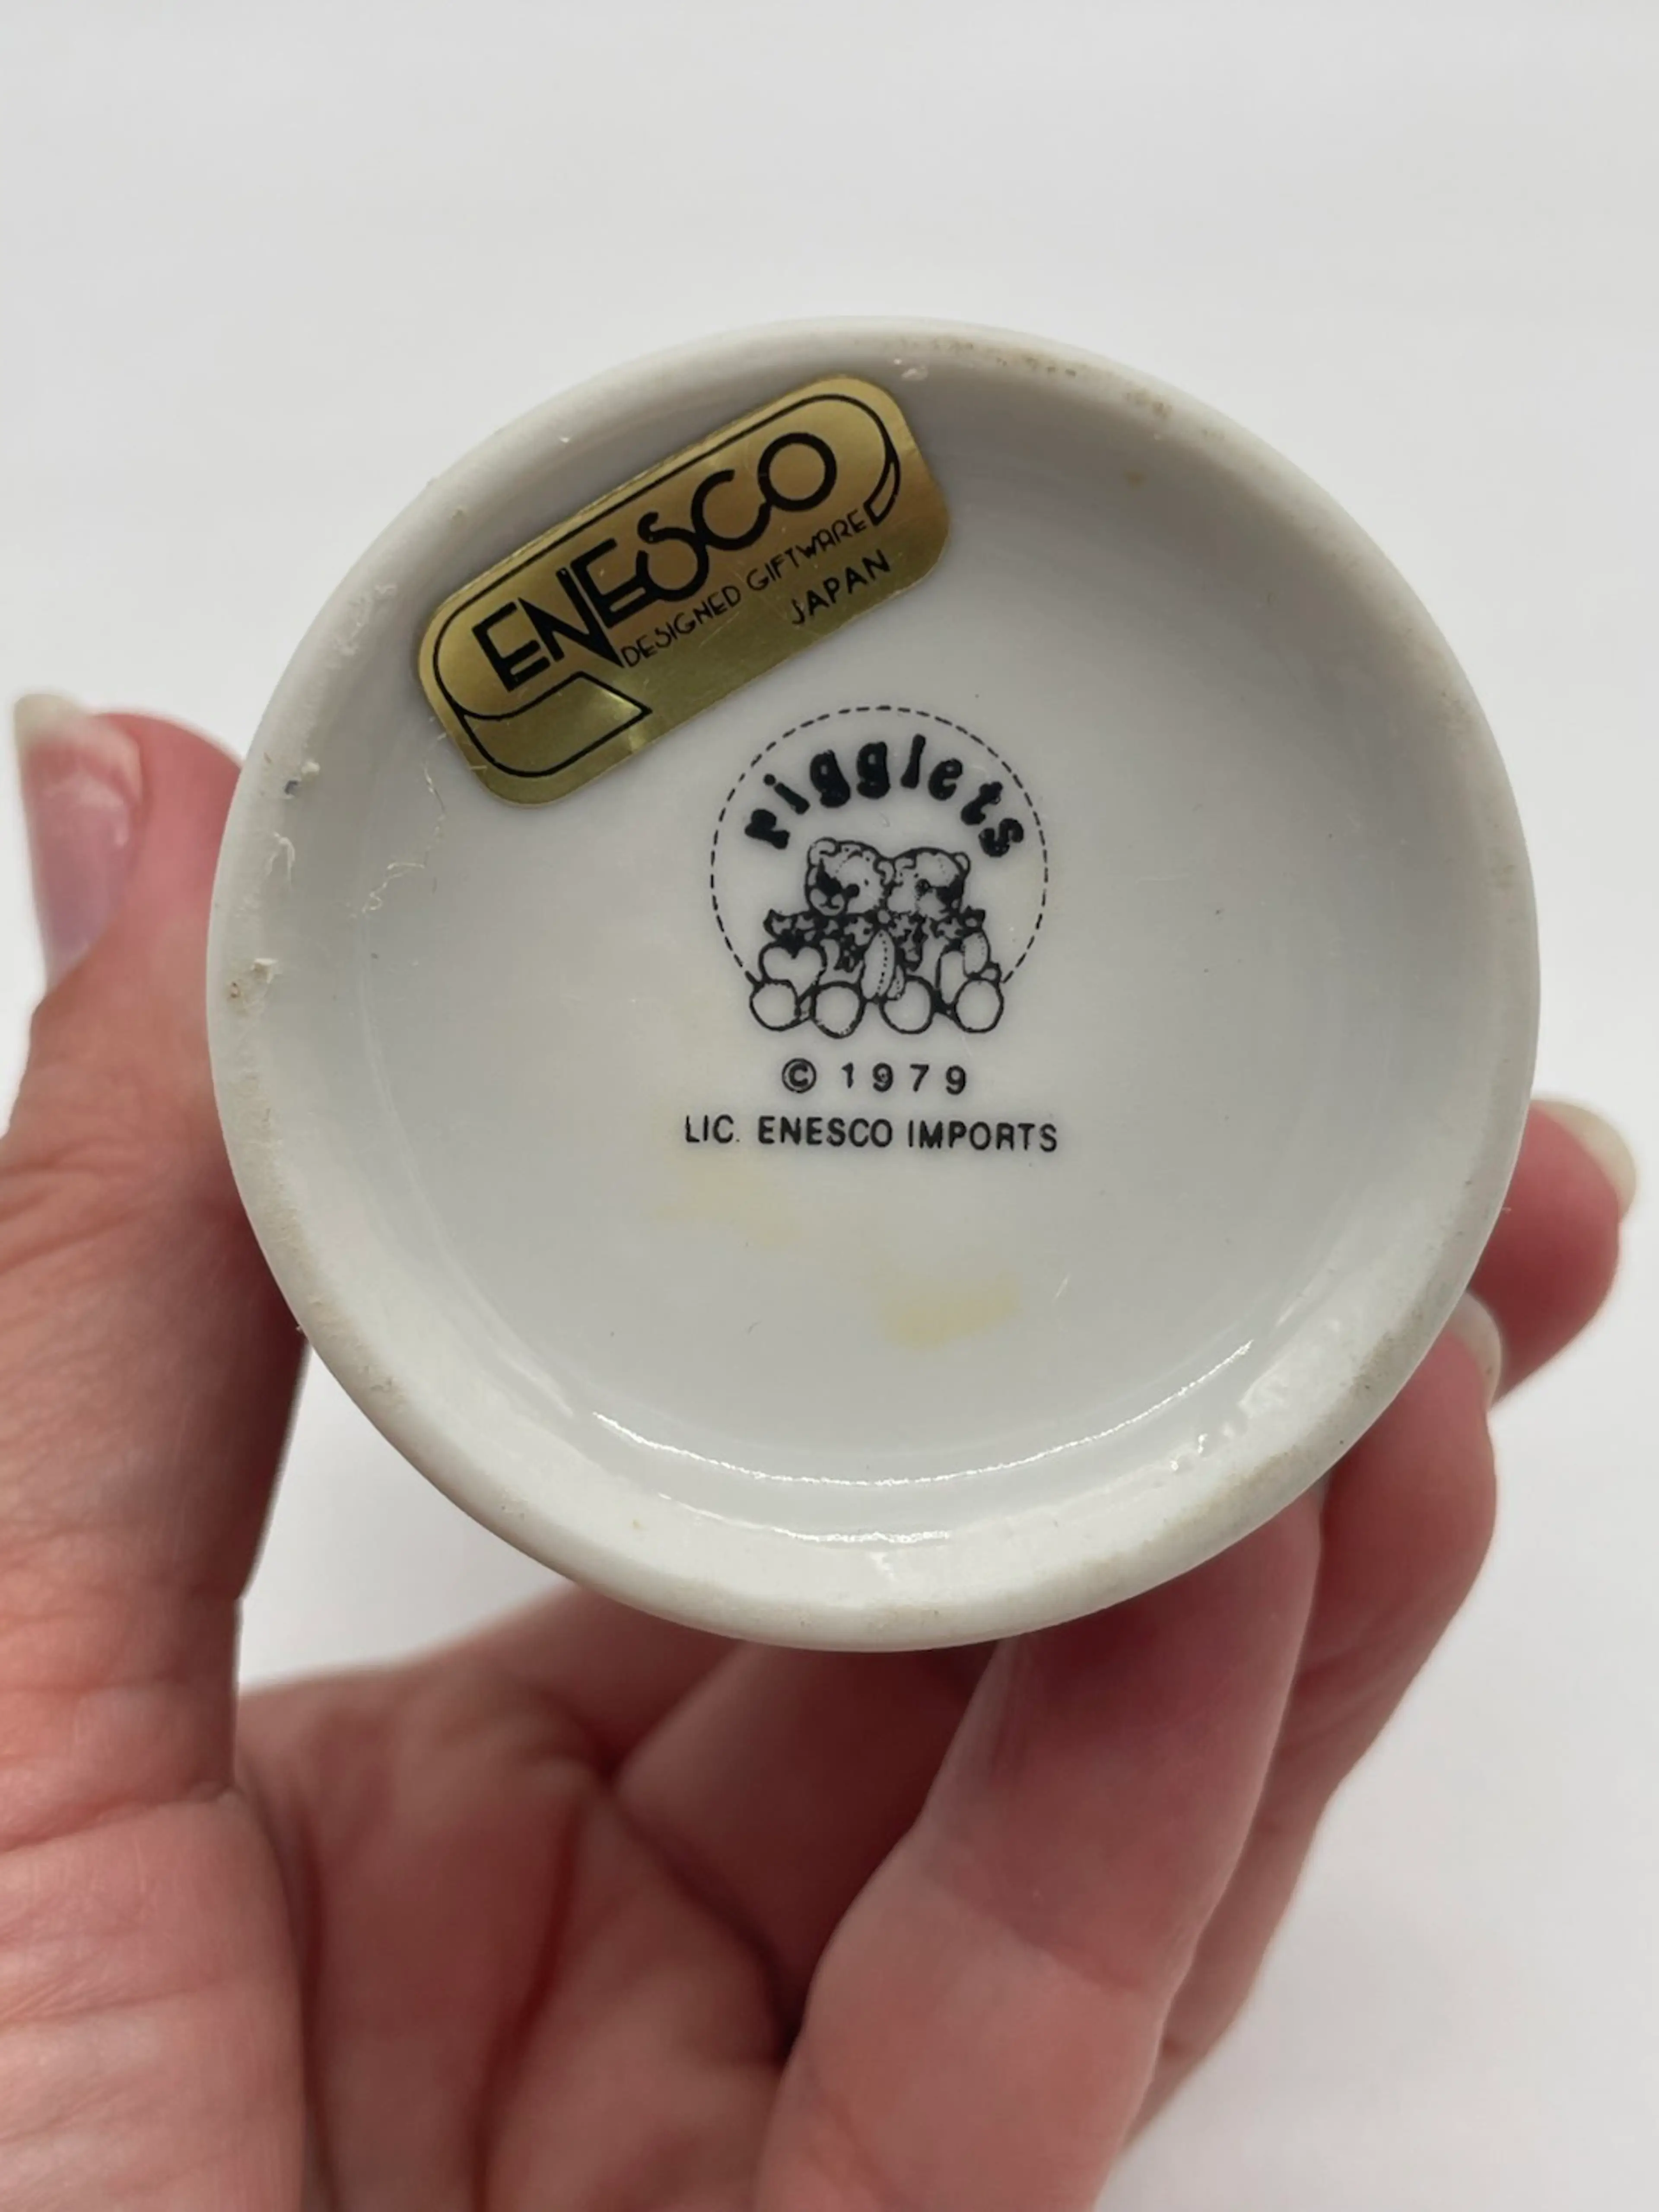 ENESCO
DESIGNED GIFTWARE
JAPAN
rigglets
© 1979
LIC. ENESCO IMPORTS